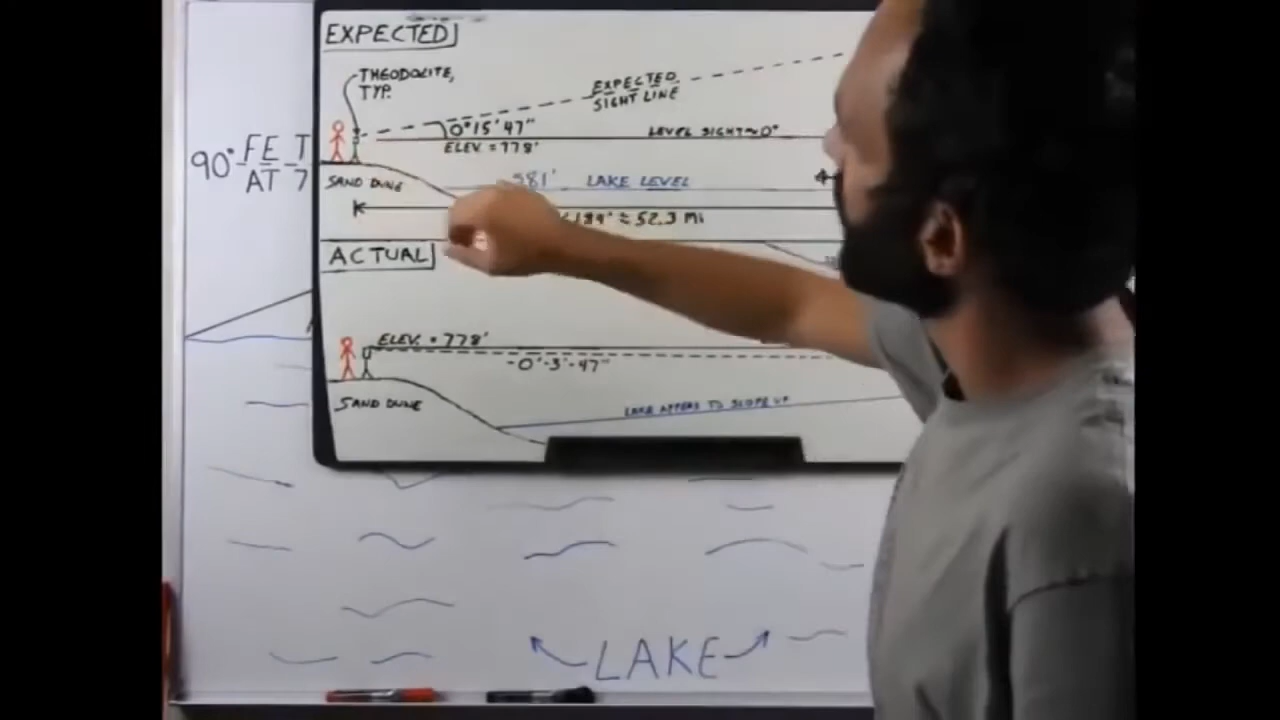 EXPECTED
THEODOLITE,
TYP.
EXPECTED
SIGHT LINE
0°15'47"
LEVEL SIGHT ≈ 0°
ELEV. = 778'
90° FE T
AT 7
SAND DUNE
581' LAKE LEVEL
189' ≈ 52.3 MI
ACTUAL
ELEV. = 778'
-0°-3'-47"
SAND DUNE
LAKE APPEARS TO SLOPE UP
LAKE